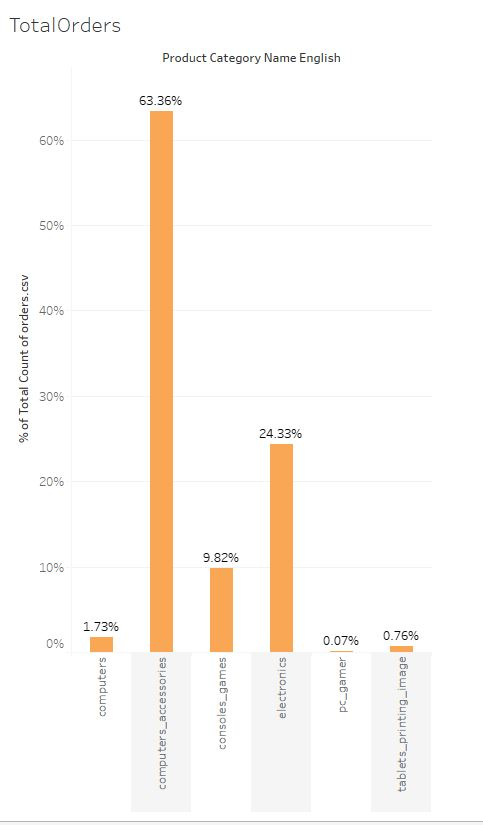 TotalOrders
Product Category Name English
% of Total Count of orders.csv
60%
50%
40%
30%
20%
10%
0%
63.36%
24.33%
9.82%
1.73%
0.07%
0.76%
computers
computers_accessories
consoles_games
electronics
pc_gamer
tablets_printing_image